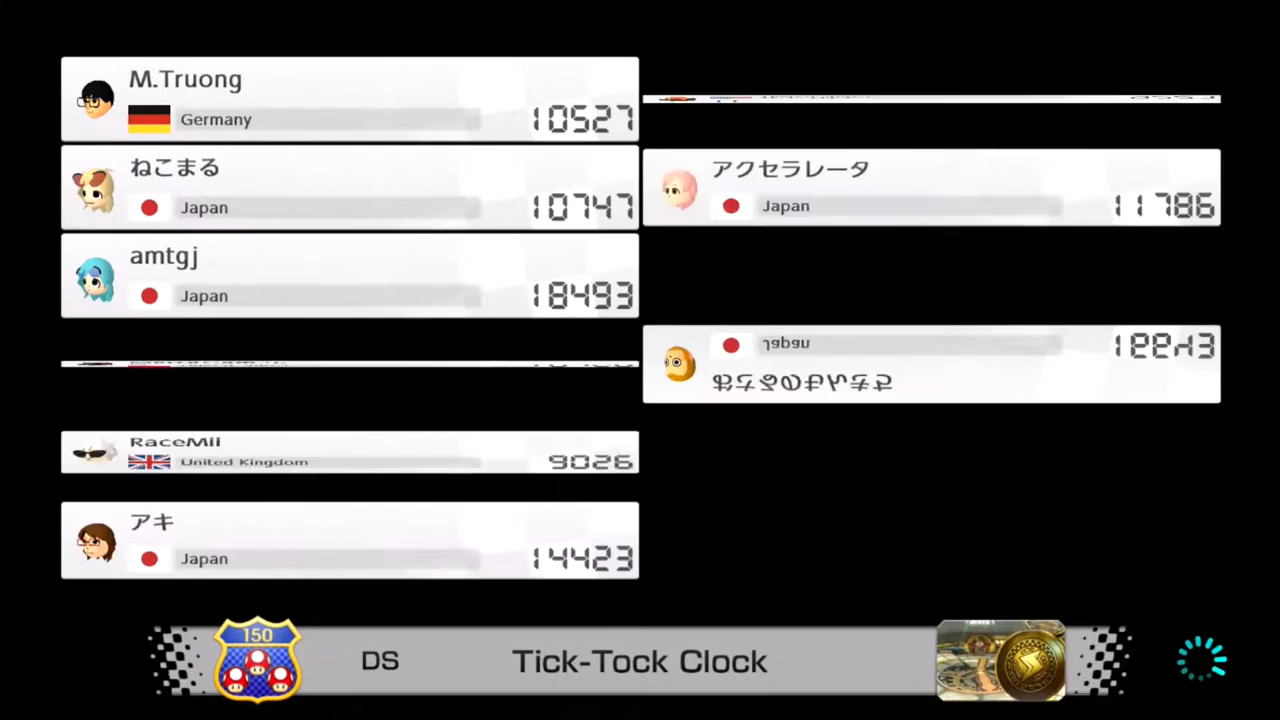 M.Truong
Germany 10527
ねこまる
Japan 10747
アクセラレータ
Japan 11786
amtgj
Japan 18493
Japan
RaceMii
United Kingdom 9026
アキ
Japan 14423
150
DS Tick-Tock Clock